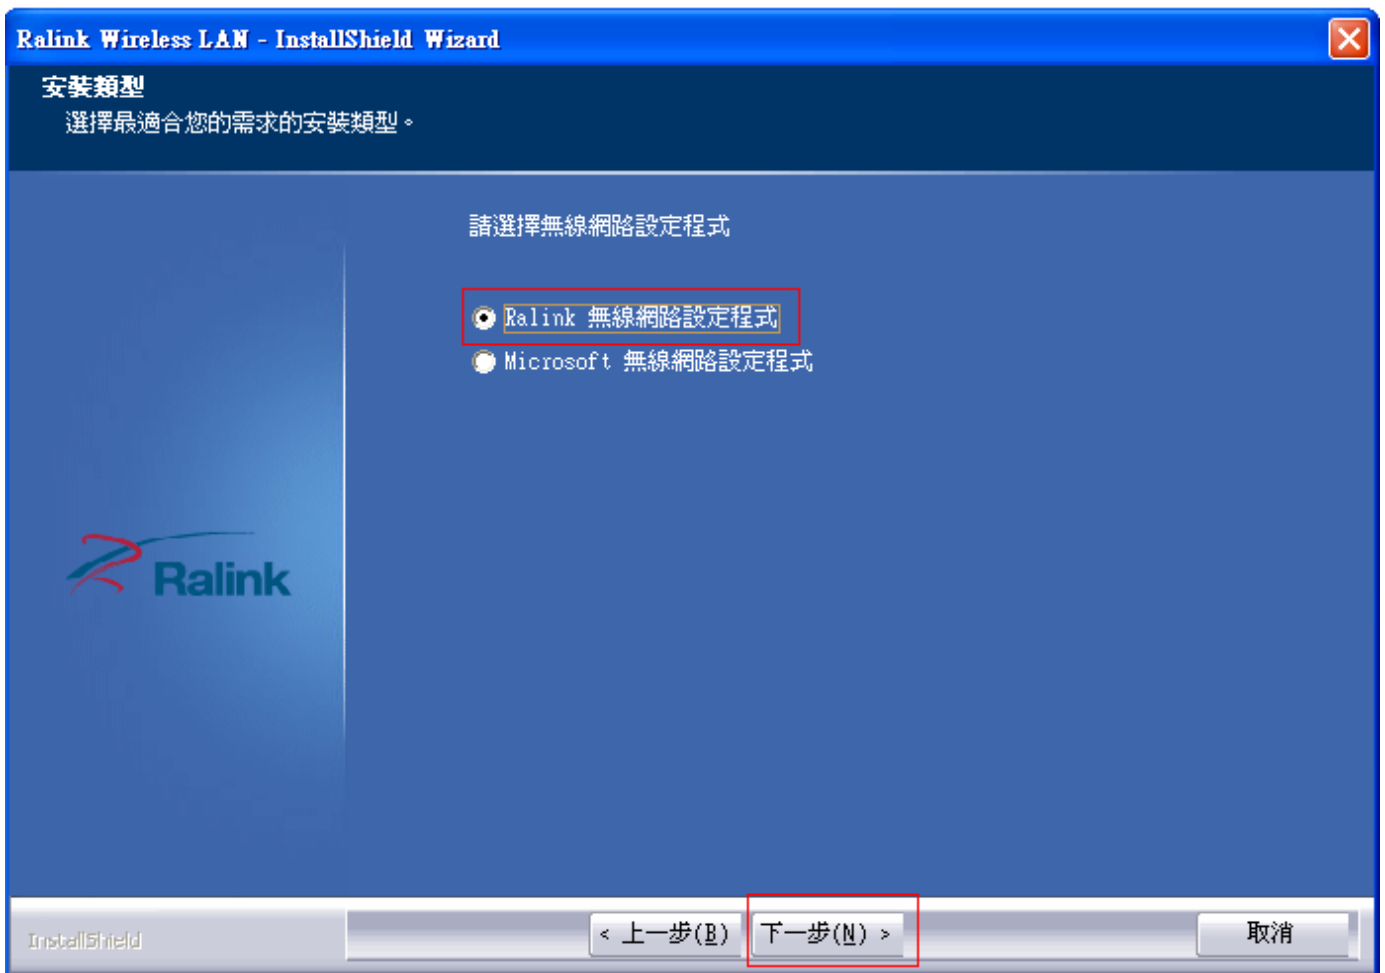 Ralink Wireless LAN - InstallShield Wizard
安裝類型
選擇最適合您的需求的安裝類型。
請選擇無線網路設定程式
Ralink 無線網路設定程式
Microsoft 無線網路設定程式
Ralink
InstallShield
< 上一步(B)
下一步(N) >
取消